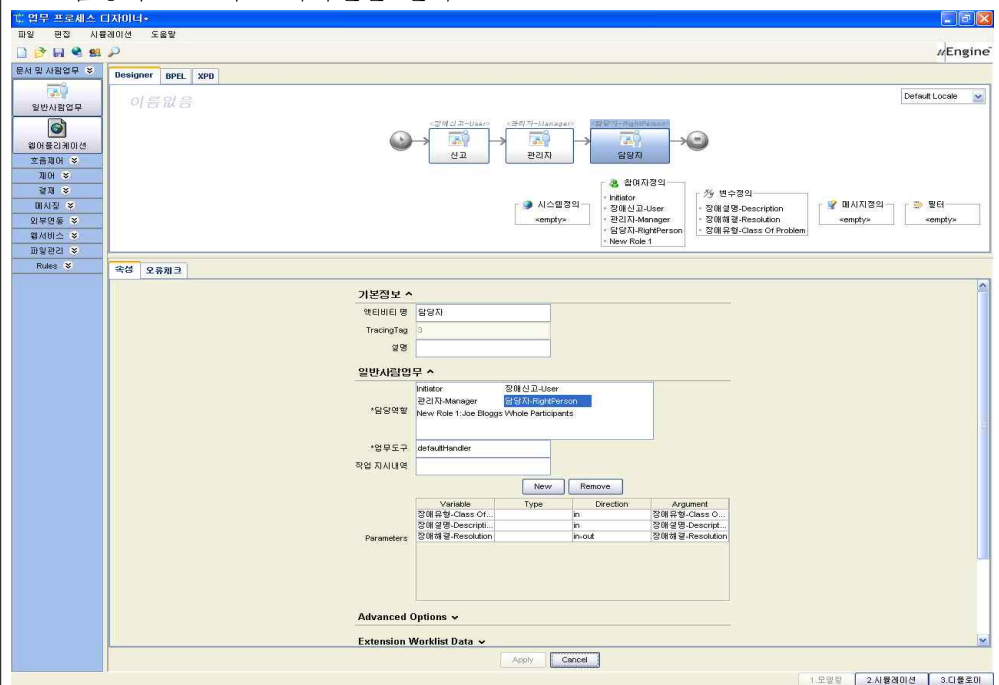 업무 프로세스 디자이너*
파일 편집 시뮬레이션 도움말
uEngine
문서 및 사람업무
일반사람업무
웹어플리케이션
흐름제어
제어
결재
메시징
외부연동
웹서비스
파일관리
Rules
Designer BPEL XPD
이름없음
Default Locale
<장애신고-User> <관리자-Manager> <담당자-RightPerson>
신고 관리자 담당자
시스템정의
<empty>
참여자정의
Initiator
장애신고-User
관리자-Manager
담당자-RightPerson
New Role 1
변수정의
장애설명-Description
장애해결-Resolution
장애유형-Class Of Problem
메시지정의
<empty>
필터
<empty>
속성 오류체크
기본정보
액티비티 명 담당자
TracingTag 3
설명
일반사람업무
*담당역할
Initiator 장애신고-User
관리자-Manager 담당자-RightPerson
New Role 1:Joe Bloggs Whole Participants
*업무도구 defaultHandler
작업 지시내역
New Remove
Parameters
Variable Type Direction Argument
장애유형-Class Of... in 장애유형-Class O...
장애설명-Descripti... in 장애설명-Descript...
장애해결-Resolution in-out 장애해결-Resolution
Advanced Options
Extension Worklist Data
Apply Cancel
1.모델링 2.시뮬레이션 3.디플로이